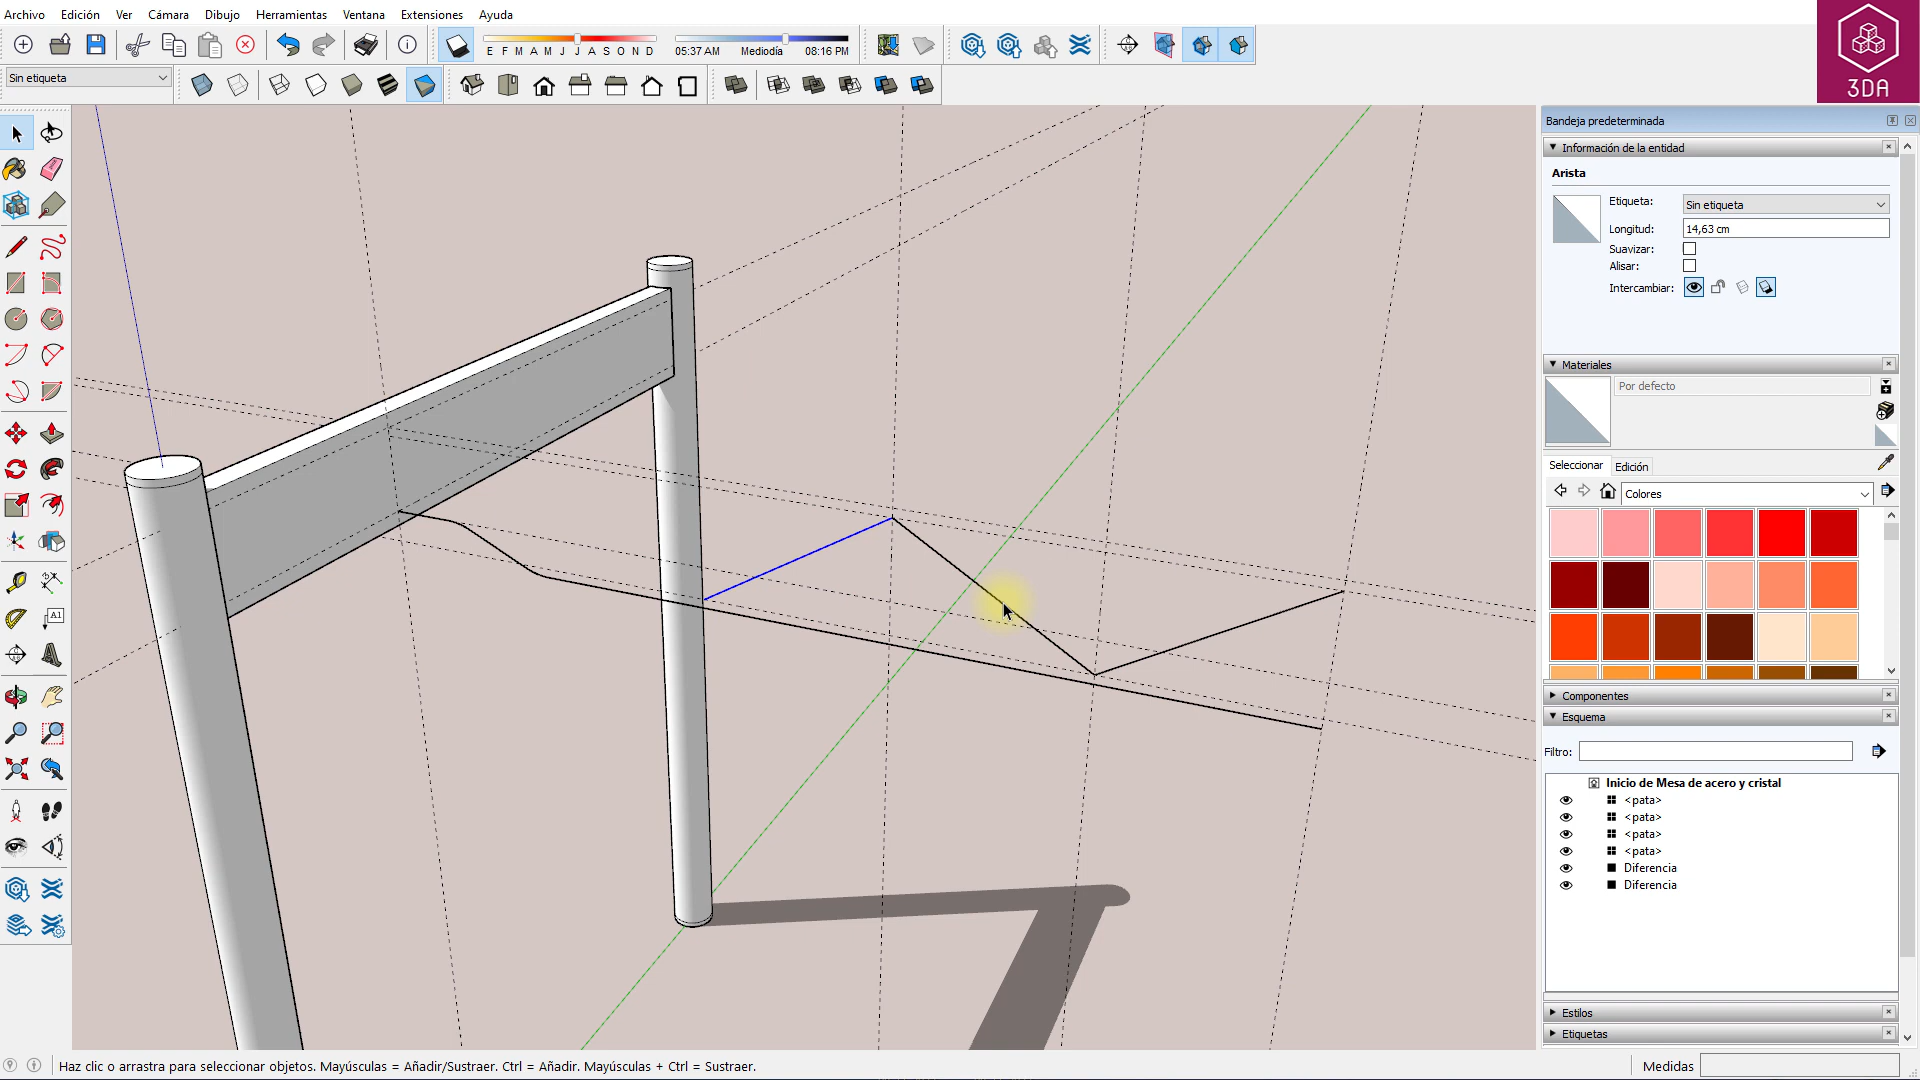 Archivo Edición Ver Cámara Dibujo Herramientas Ventana Extensiones Ayuda
E F M A M J J A S O N D
05:37 AM Mediodía 08:16 PM
3DA
Sin etiqueta
Bandeja predeterminada
Información de la entidad
Arista
Etiqueta: Sin etiqueta
Longitud: 14,63 cm
Suavizar:
Alisar:
Intercambiar:
Materiales
Por defecto
Seleccionar Edición
Colores
A1
Componentes
Esquema
Filtro:
Inicio de Mesa de acero y cristal
<pata>
<pata>
<pata>
<pata>
Diferencia
Diferencia
Estilos
Etiquetas
Haz clic o arrastra para seleccionar objetos. Mayúsculas = Añadir/Sustraer. Ctrl = Añadir. Mayúsculas + Ctrl = Sustraer.
Medidas